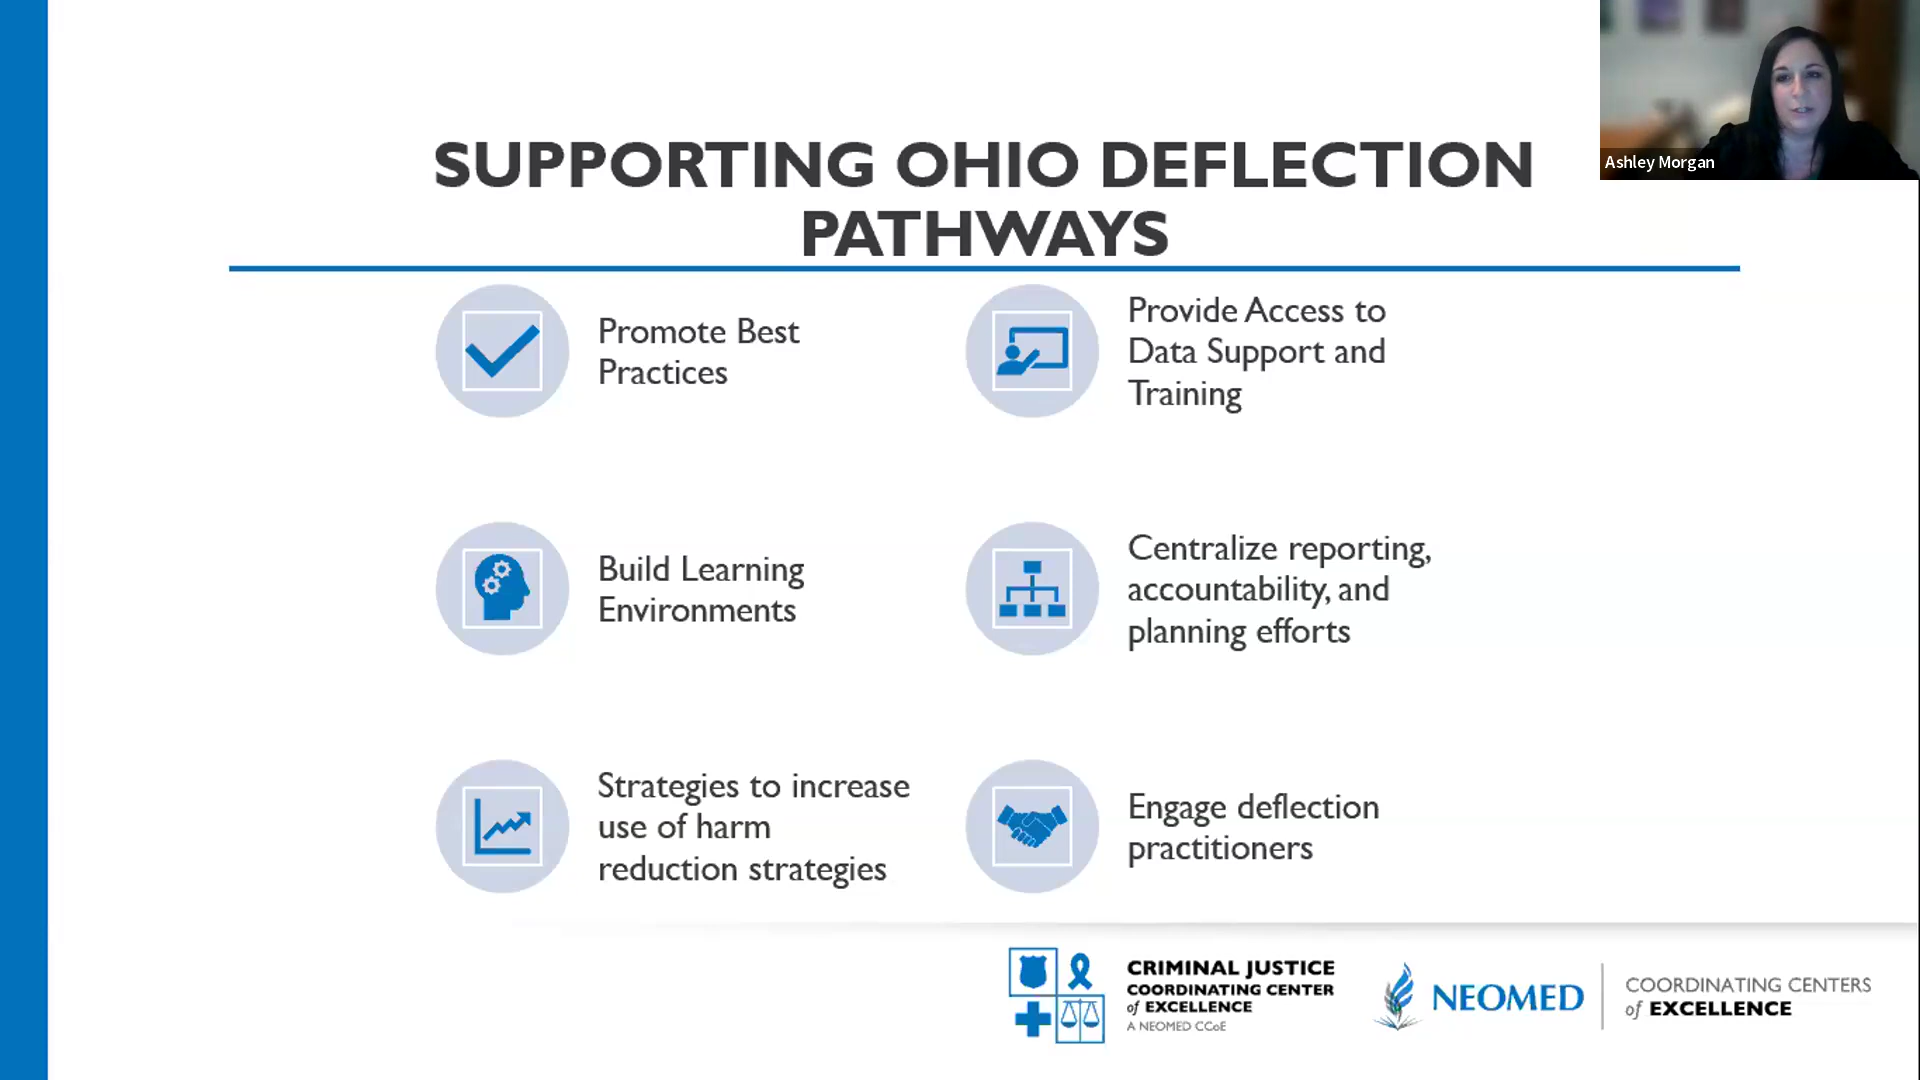 Ashley Morgan
SUPPORTING OHIO DEFLECTION
PATHWAYS
Promote Best
Practices
Provide Access to
Data Support and
Training
Build Learning
Environments
Centralize reporting,
accountability, and
planning efforts
Strategies to increase
use of harm
reduction strategies
Engage deflection
practitioners
CRIMINAL JUSTICE
COORDINATING CENTER
of EXCELLENCE
A NEOMED CCoE
NEOMED
COORDINATING CENTERS
of EXCELLENCE